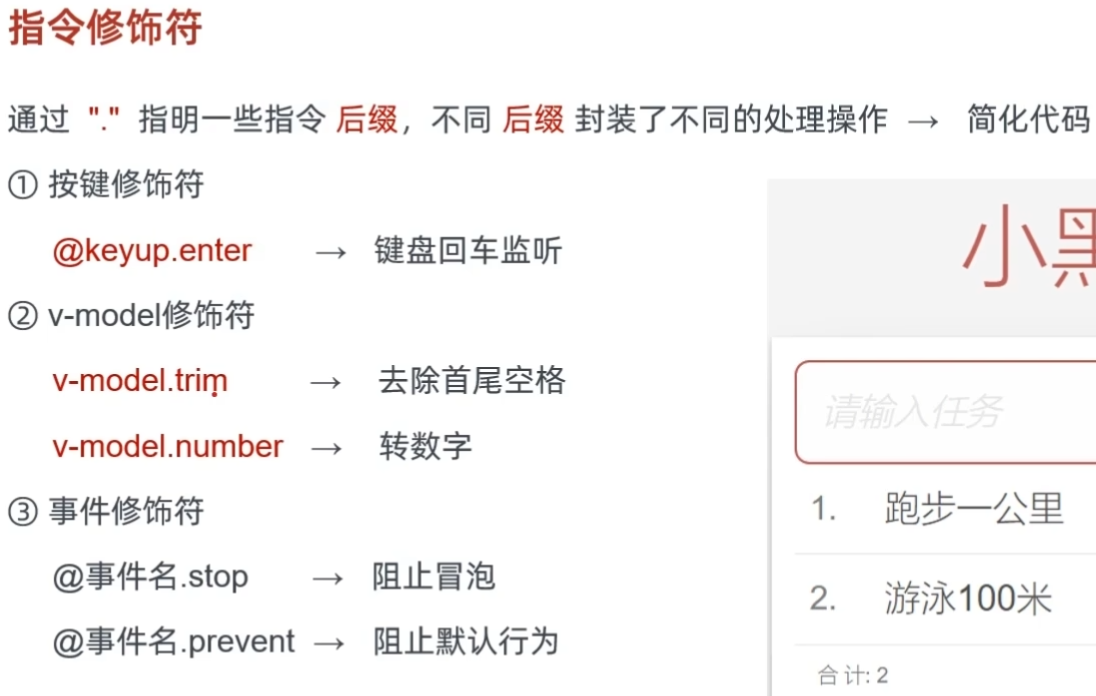 指令修饰符
通过 "." 指明一些指令 后缀，不同 后缀 封装了不同的处理操作 → 简化代码
① 按键修饰符
@keyup.enter → 键盘回车监听
② v-model修饰符
v-model.trim → 去除首尾空格
v-model.number → 转数字
③ 事件修饰符
@事件名.stop → 阻止冒泡
@事件名.prevent → 阻止默认行为
小黑
请输入任务
1. 跑步一公里
2. 游泳100米
合 计: 2